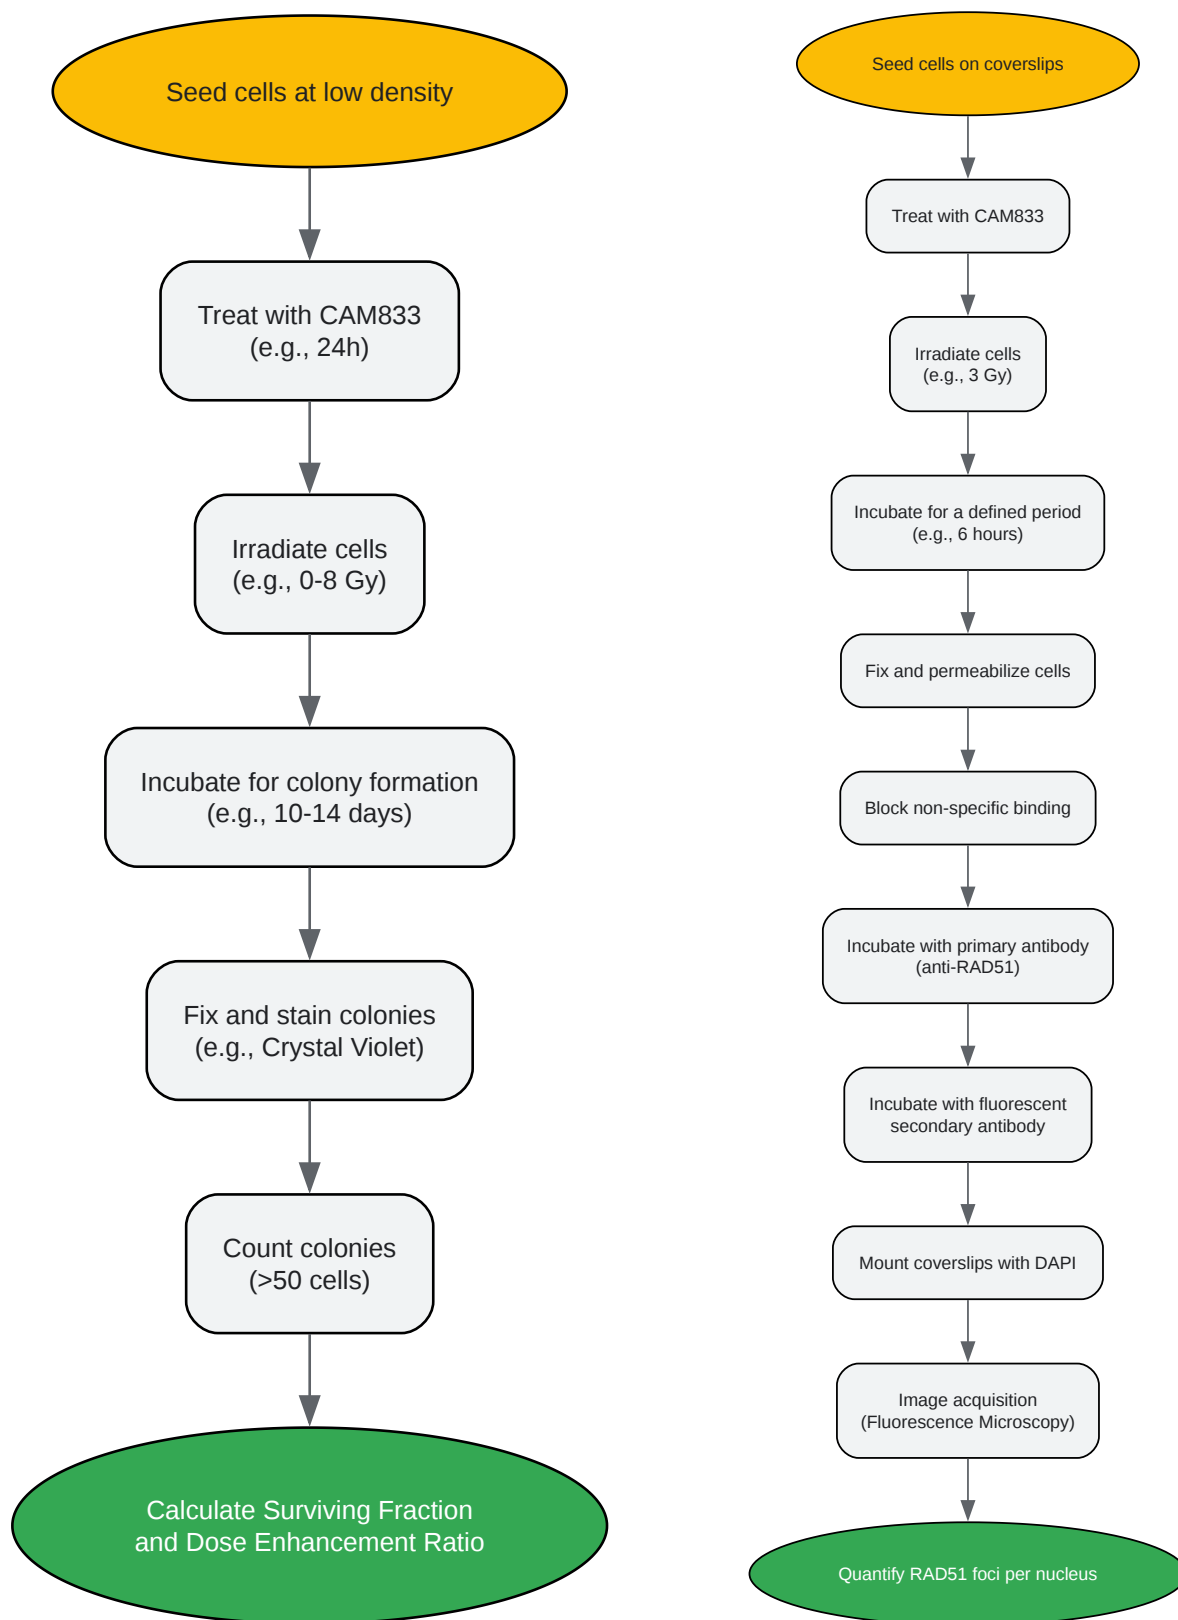 Seed cells at low density
Treat with CAM833
(e.g., 24h)
Irradiate cells
(e.g., 0-8 Gy)
Incubate for colony formation
(e.g., 10-14 days)
Fix and stain colonies
(e.g., Crystal Violet)
Count colonies
(>50 cells)
Calculate Surviving Fraction
and Dose Enhancement Ratio
Seed cells on coverslips
Treat with CAM833
Irradiate cells
(e.g., 3 Gy)
Incubate for a defined period
(e.g., 6 hours)
Fix and permeabilize cells
Block non-specific binding
Incubate with primary antibody
(anti-RAD51)
Incubate with fluorescent
secondary antibody
Mount coverslips with DAPI
Image acquisition
(Fluorescence Microscopy)
Quantify RAD51 foci per nucleus